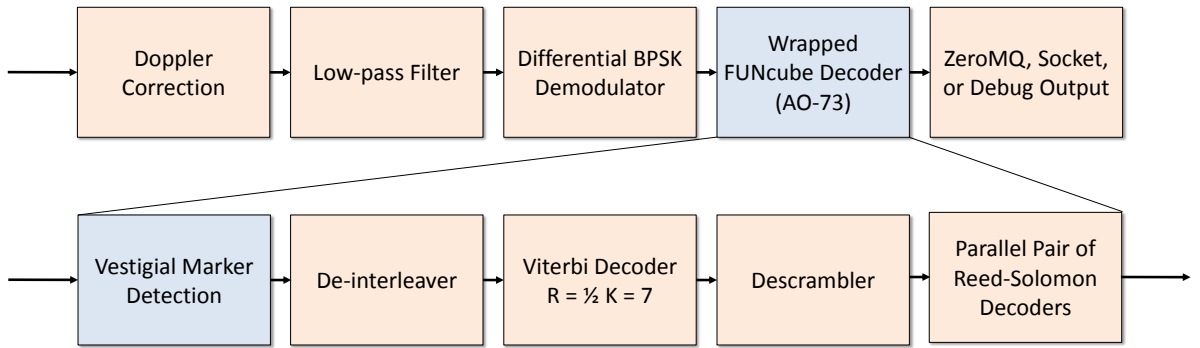 Doppler
Correction
Low-pass Filter
Differential BPSK
Demodulator
Wrapped
FUNcube Decoder
(AO-73)
ZeroMQ, Socket,
or Debug Output
Vestigial Marker
Detection
De-interleaver
Viterbi Decoder
R = ½ K = 7
Descrambler
Parallel Pair of
Reed-Solomon
Decoders